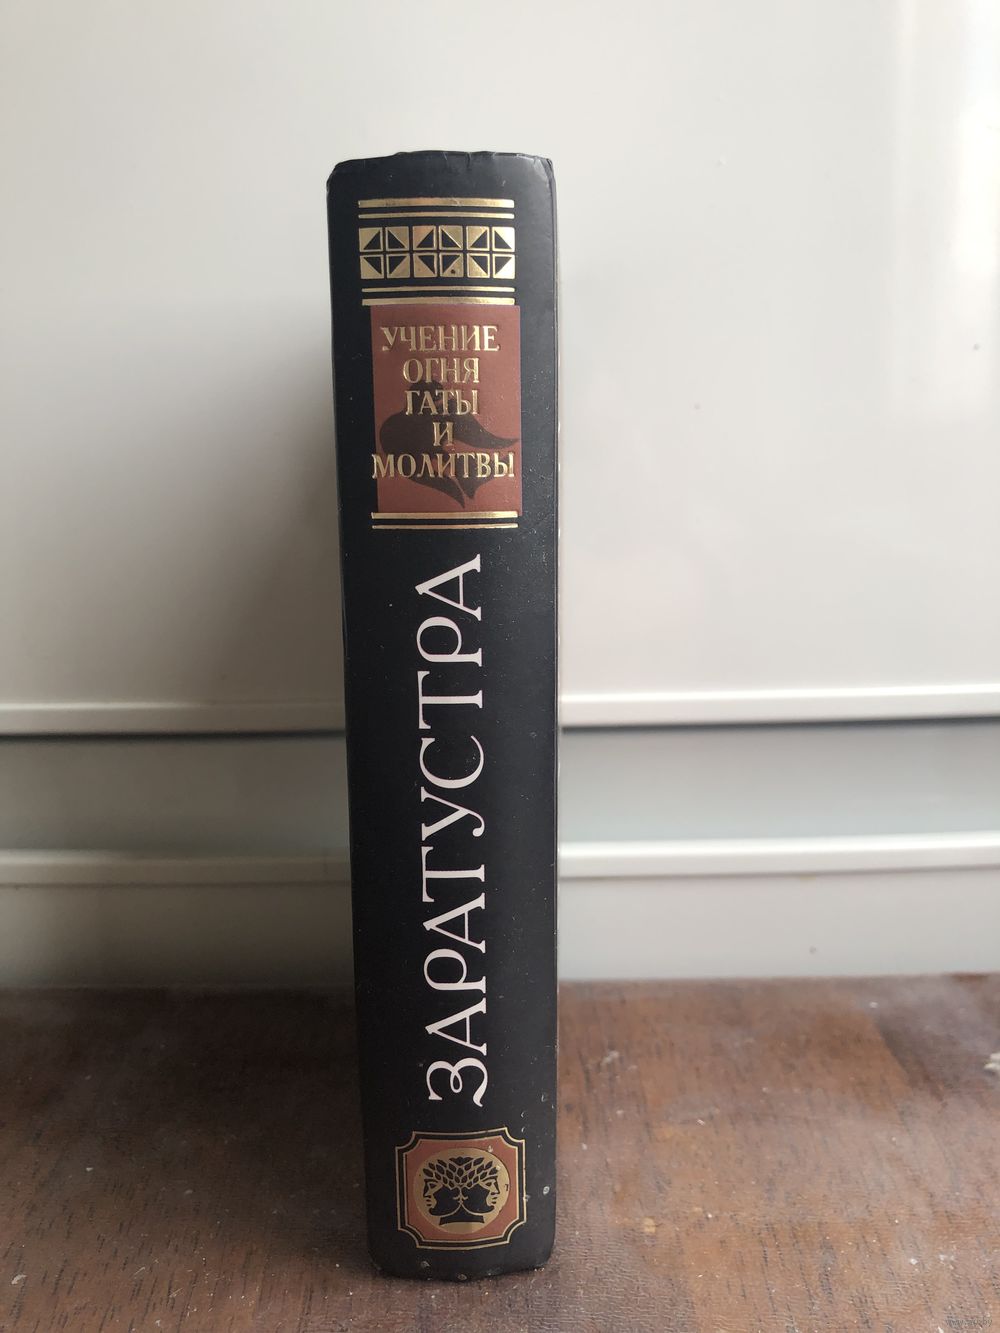 УЧЕНИЕ
ОГНЯ
ГАТЫ
И
МОЛИТВЫ
ЗАРАТУСТРА